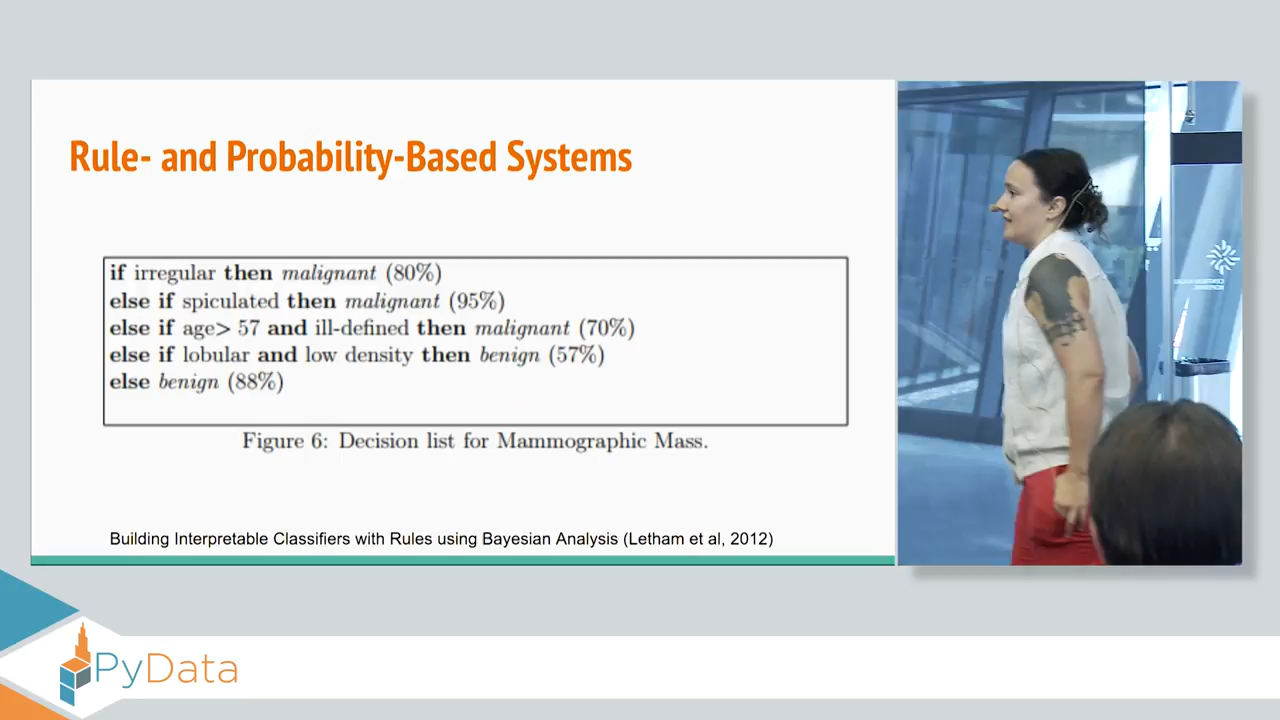 Rule- and Probability-Based Systems
if irregular then malignant (80%)
else if spiculated then malignant (95%)
else if age> 57 and ill-defined then malignant (70%)
else if lobular and low density then benign (57%)
else benign (88%)
Figure 6: Decision list for Mammographic Mass.
Building Interpretable Classifiers with Rules using Bayesian Analysis (Letham et al, 2012)
PyData